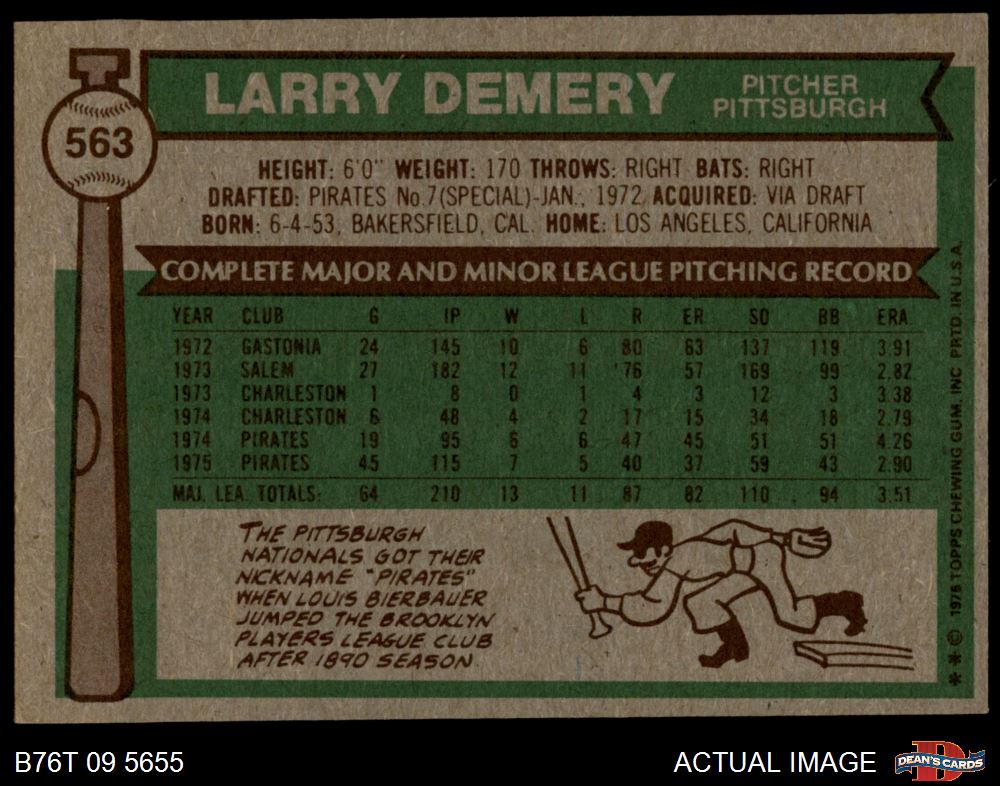 LARRY DEMERY
PITCHER
PITTSBURGH
563
HEIGHT: 6'0" WEIGHT: 170 THROWS: RIGHT BATS: RIGHT
DRAFTED: PIRATES No.7(SPECIAL)-JAN., 1972 ACQUIRED: VIA DRAFT
BORN: 6-4-53, BAKERSFIELD, CAL. HOME: LOS ANGELES, CALIFORNIA
COMPLETE MAJOR AND MINOR LEAGUE PITCHING RECORD
YEAR CLUB G IP W L R ER SO BB ERA
1972 GASTONIA 24 145 10 6 80 63 137 119 3.91
1973 SALEM 27 182 12 11 76 57 169 99 2.82
1973 CHARLESTON 1 8 0 1 4 3 12 3 3.38
1974 CHARLESTON 6 48 4 2 17 15 34 18 2.79
1974 PIRATES 19 95 6 6 47 45 51 51 4.26
1975 PIRATES 45 115 7 5 40 37 59 43 2.90
MAJ. LEA. TOTALS: 64 210 13 11 87 82 110 94 3.51
THE PITTSBURGH
NATIONALS GOT THEIR
NICKNAME "PIRATES"
WHEN LOUIS BIERBAUER
JUMPED THE BROOKLYN
PLAYERS LEAGUE CLUB
AFTER 1890 SEASON.
** © 1976 TOPPS CHEWING GUM, INC PRTD. IN U.S.A.
B76T 09 5655
ACTUAL IMAGE
D
DEAN'S CARDS